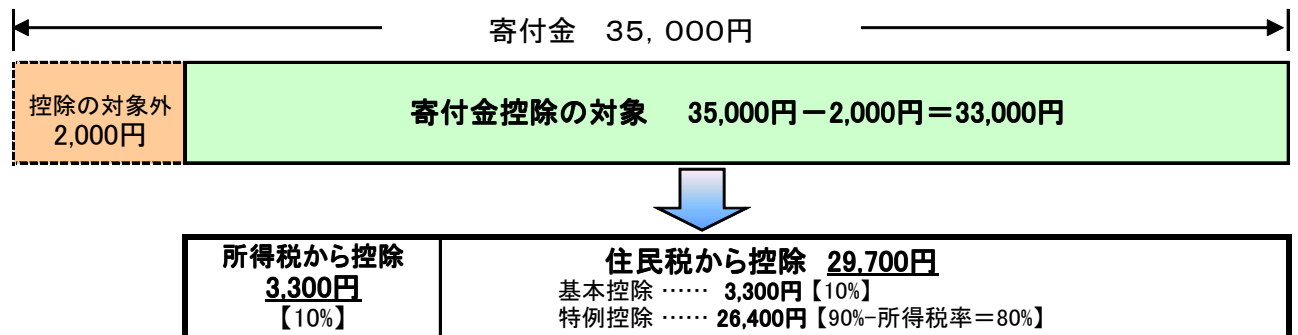 寄付金　３５，０００円
控除の対象外
2,000円
寄付金控除の対象　35,000円－2,000円＝33,000円
所得税から控除
3,300円
【10%】
住民税から控除　29,700円
基本控除 …… 3,300円【10%】
特例控除 …… 26,400円【90%-所得税率＝80%】